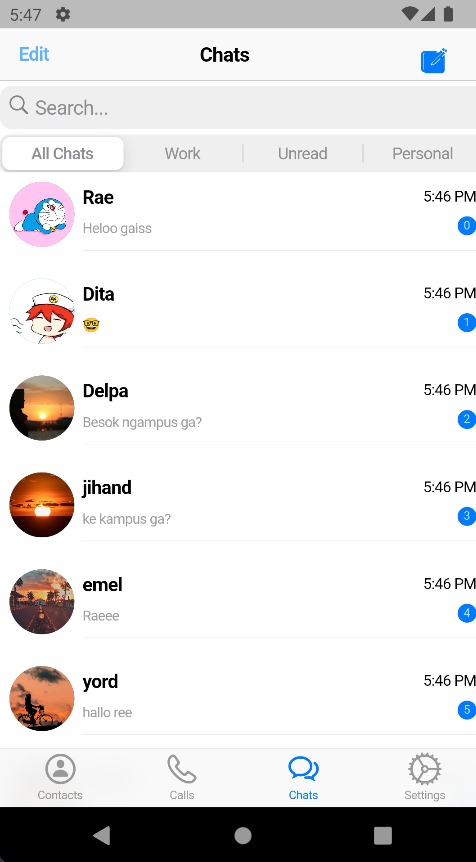 5:47
Edit Chats
Search...
All Chats Work Unread Personal
Rae 5:46 PM
Heloo gaiss 0
Dita 5:46 PM
🤓 1
Delpa 5:46 PM
Besok ngampus ga? 2
jihand 5:46 PM
ke kampus ga? 3
emel 5:46 PM
Raeee 4
yord 5:46 PM
hallo ree 5
Contacts Calls Chats Settings